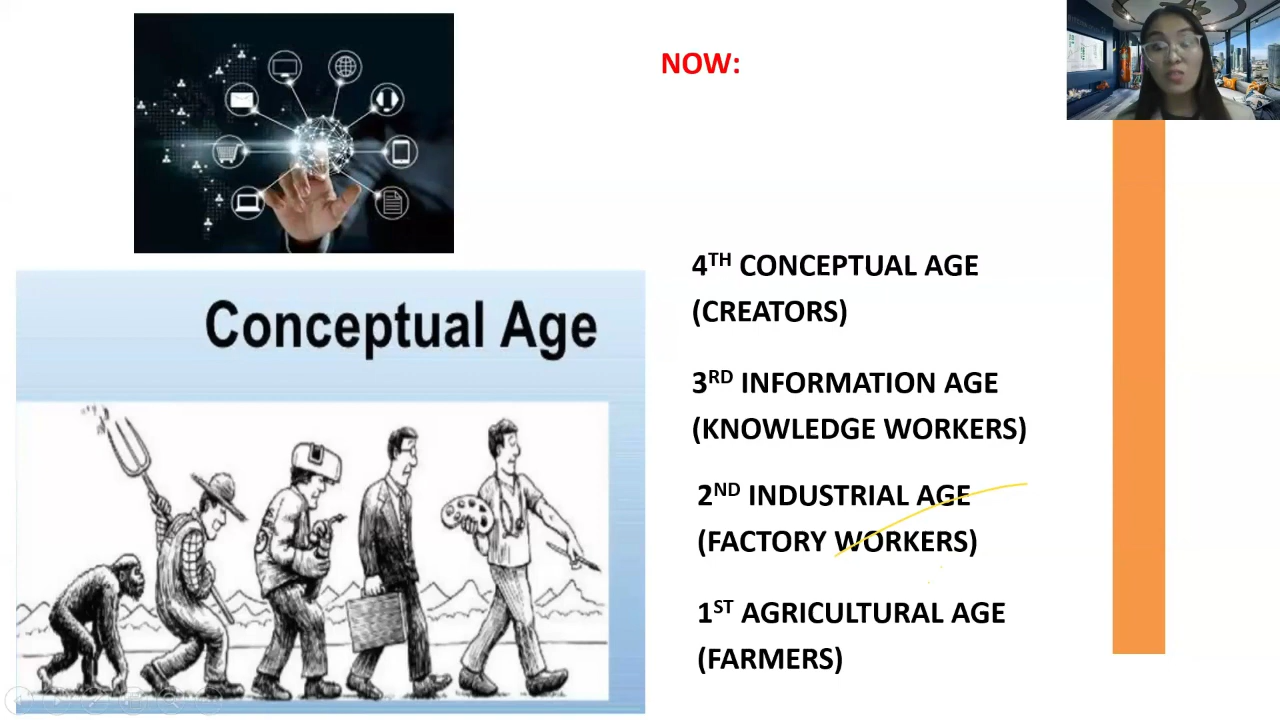 NOW:
Conceptual Age
4TH CONCEPTUAL AGE
(CREATORS)
3RD INFORMATION AGE
(KNOWLEDGE WORKERS)
2ND INDUSTRIAL AGE
(FACTORY WORKERS)
1ST AGRICULTURAL AGE
(FARMERS)